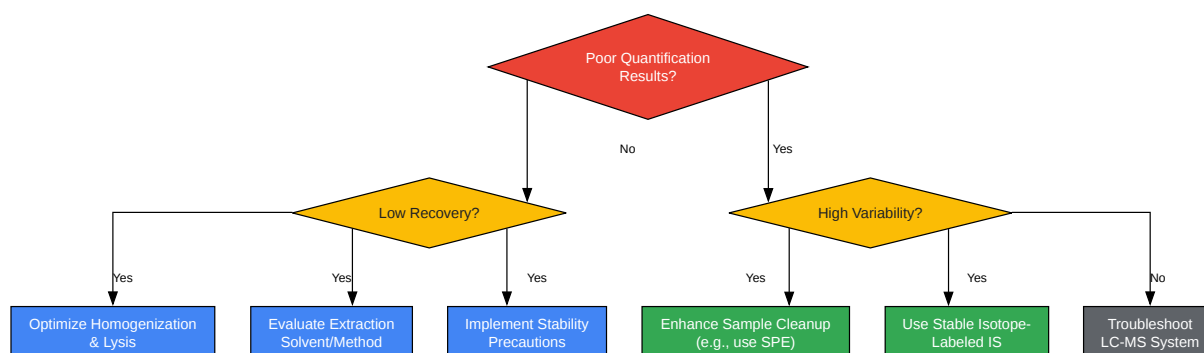 Poor Quantification
Results?
No
Yes
Low Recovery?
High Variability?
Yes
Yes
Yes
Yes
Yes
No
Optimize Homogenization
& Lysis
Evaluate Extraction
Solvent/Method
Implement Stability
Precautions
Enhance Sample Cleanup
(e.g., use SPE)
Use Stable Isotope-
Labeled IS
Troubleshoot
LC-MS System